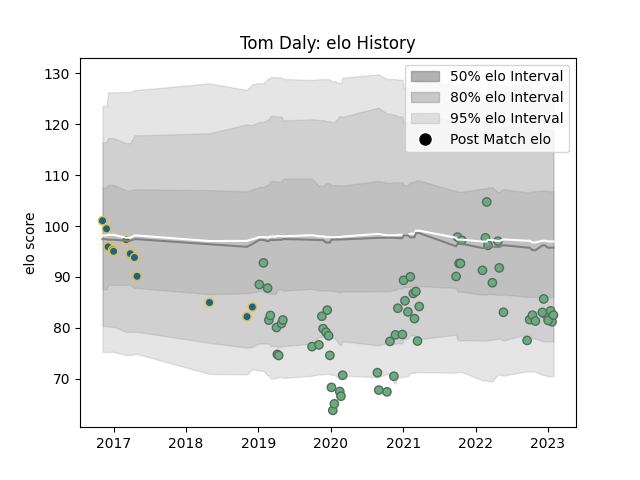 Tom Daly: elo History
130
120
110
100
90
80
70
elo score
50% elo Interval
80% elo Interval
95% elo Interval
Post Match elo
2017
2018
2019
2020
2021
2022
2023